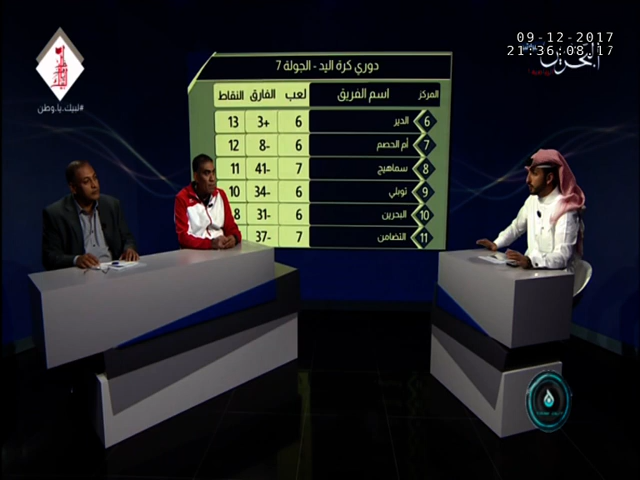 09-12-2017
21:36:08.17
البحرين
#لبيك_يا_وطن
دوري كرة اليد - الجولة 7
المركز اسم الفريق لعب الفارق النقاط
6 الدير 6 +3 13
7 أم الحصم 6 -8 12
8 سماهيج 7 -41 11
9 توبلي 6 -34 10
10 البحرين 6 -31 8
11 التضامن 7 -37